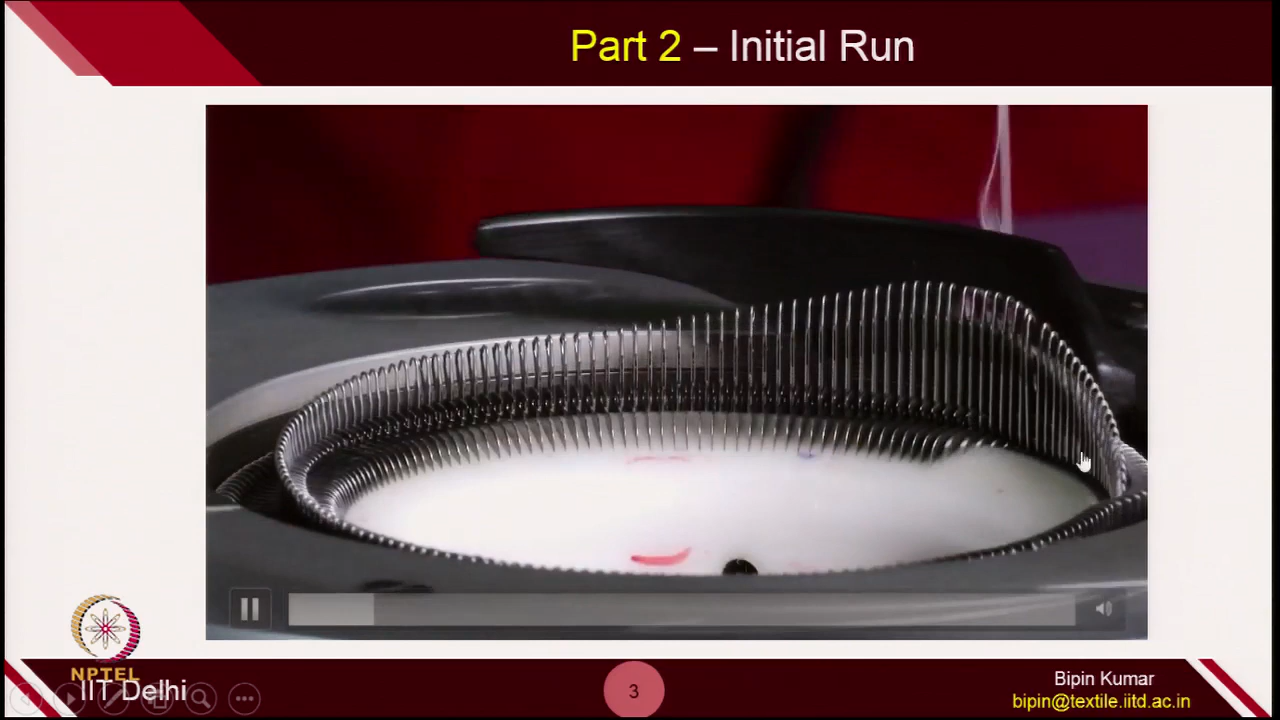 Part 2 – Initial Run
NPTEL
IIT Delhi
3
Bipin Kumar
bipin@textile.iitd.ac.in